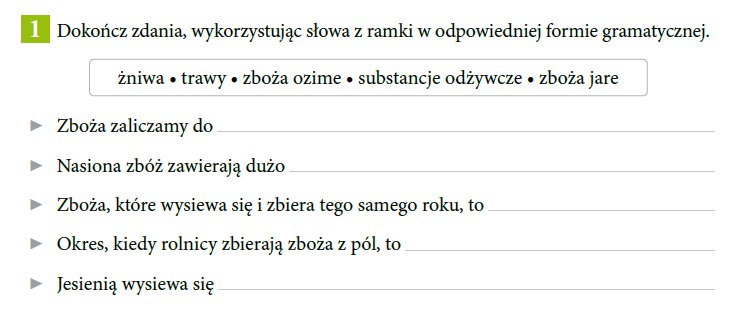 1 Dokończ zdania, wykorzystując słowa z ramki w odpowiedniej formie gramatycznej.
żniwa • trawy • zboża ozime • substancje odżywcze • zboża jare
► Zboża zaliczamy do
► Nasiona zbóż zawierają dużo
► Zboża, które wysiewa się i zbiera tego samego roku, to
► Okres, kiedy rolnicy zbierają zboża z pól, to
► Jesienią wysiewa się